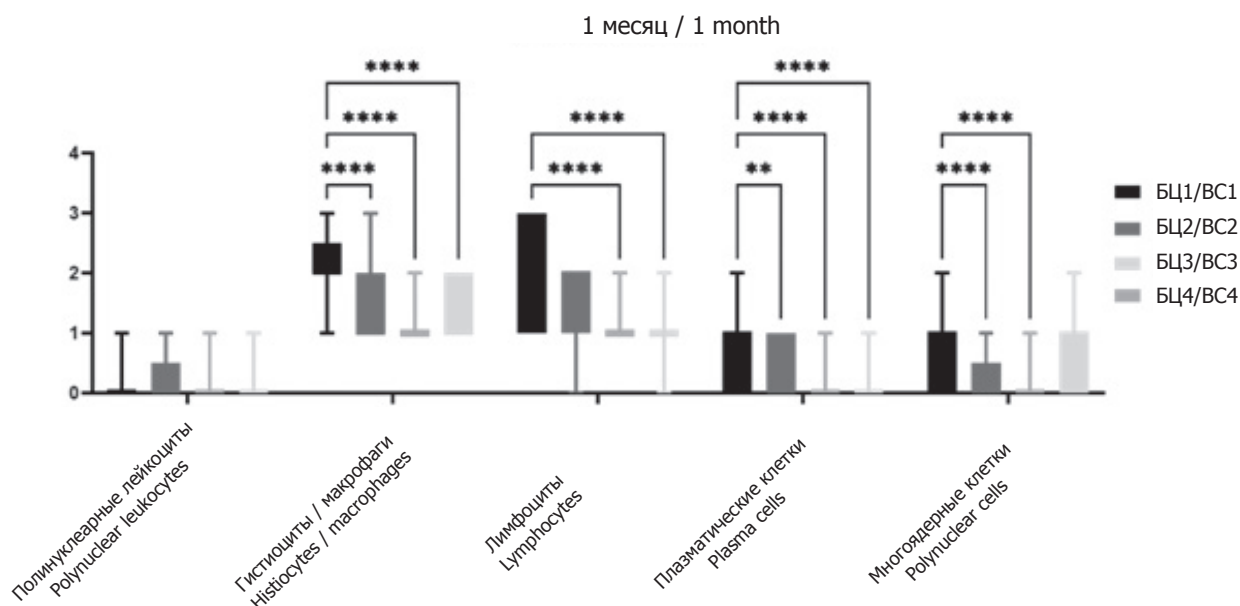 1 месяц / 1 month
****
****
****
****
****
****
****
**
****
****
4
3
2
1
0
БЦ1/BC1
БЦ2/BC2
БЦ3/BC3
БЦ4/BC4
Полинуклеарные лейкоциты
Polynuclear leukocytes
Гистиоциты / макрофаги
Histiocytes / macrophages
Лимфоциты
Lymphocytes
Плазматические клетки
Plasma cells
Многоядерные клетки
Polynuclear cells